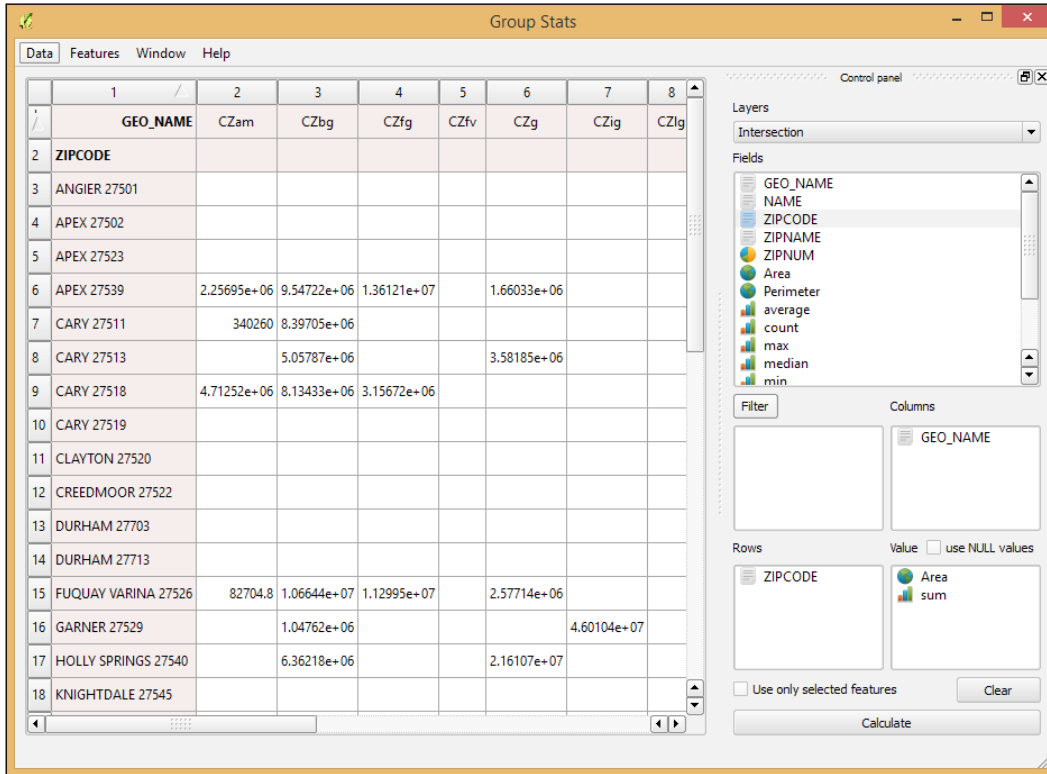 Group Stats
Data Features Window Help
1 2 3 4 5 6 7 8
GEO_NAME CZam CZbg CZfg CZfv CZg CZig CZlg
2 ZIPCODE
3 ANGIER 27501
4 APEX 27502
5 APEX 27523
6 APEX 27539 2.25695e+06 9.54722e+06 1.36121e+07 1.66033e+06
7 CARY 27511 340260 8.39705e+06
8 CARY 27513 5.05787e+06 3.58185e+06
9 CARY 27518 4.71252e+06 8.13433e+06 3.15672e+06
10 CARY 27519
11 CLAYTON 27520
12 CREEDMOOR 27522
13 DURHAM 27703
14 DURHAM 27713
15 FUQUAY VARINA 27526 82704.8 1.06644e+07 1.12995e+07 2.57714e+06
16 GARNER 27529 1.04762e+06 4.60104e+07
17 HOLLY SPRINGS 27540 6.36218e+06 2.16107e+07
18 KNIGHTDALE 27545
Control panel
Layers
Intersection
Fields
GEO_NAME
NAME
ZIPCODE
ZIPNAME
ZIPNUM
Area
Perimeter
average
count
max
median
min
Filter
Columns
GEO_NAME
Rows
Value use NULL values
ZIPCODE
Area
sum
Use only selected features
Clear
Calculate